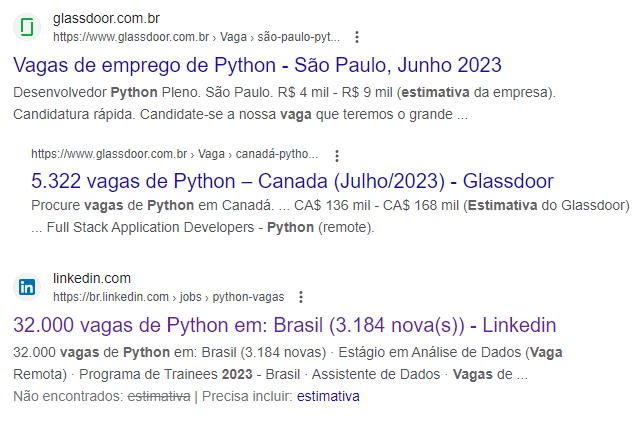 glassdoor.com.br
https://www.glassdoor.com.br › Vaga › são-paulo-pyt...
Vagas de emprego de Python - São Paulo, Junho 2023
Desenvolvedor Python Pleno. São Paulo. R$ 4 mil - R$ 9 mil (estimativa da empresa).
Candidatura rápida. Candidate-se a nossa vaga que teremos o grande ...
https://www.glassdoor.com.br › Vaga › canadá-pytho...
5.322 vagas de Python – Canada (Julho/2023) - Glassdoor
Procure vagas de Python em Canadá. ... CA$ 136 mil - CA$ 168 mil (Estimativa do Glassdoor)
... Full Stack Application Developers - Python (remote).
linkedin.com
https://br.linkedin.com › jobs › python-vagas
32.000 vagas de Python em: Brasil (3.184 nova(s)) - Linkedin
32.000 vagas de Python em: Brasil (3.184 novas) · Estágio em Análise de Dados (Vaga
Remota) · Programa de Trainees 2023 - Brasil · Assistente de Dados · Vagas de ...
Não encontrados: estimativa | Precisa incluir: estimativa